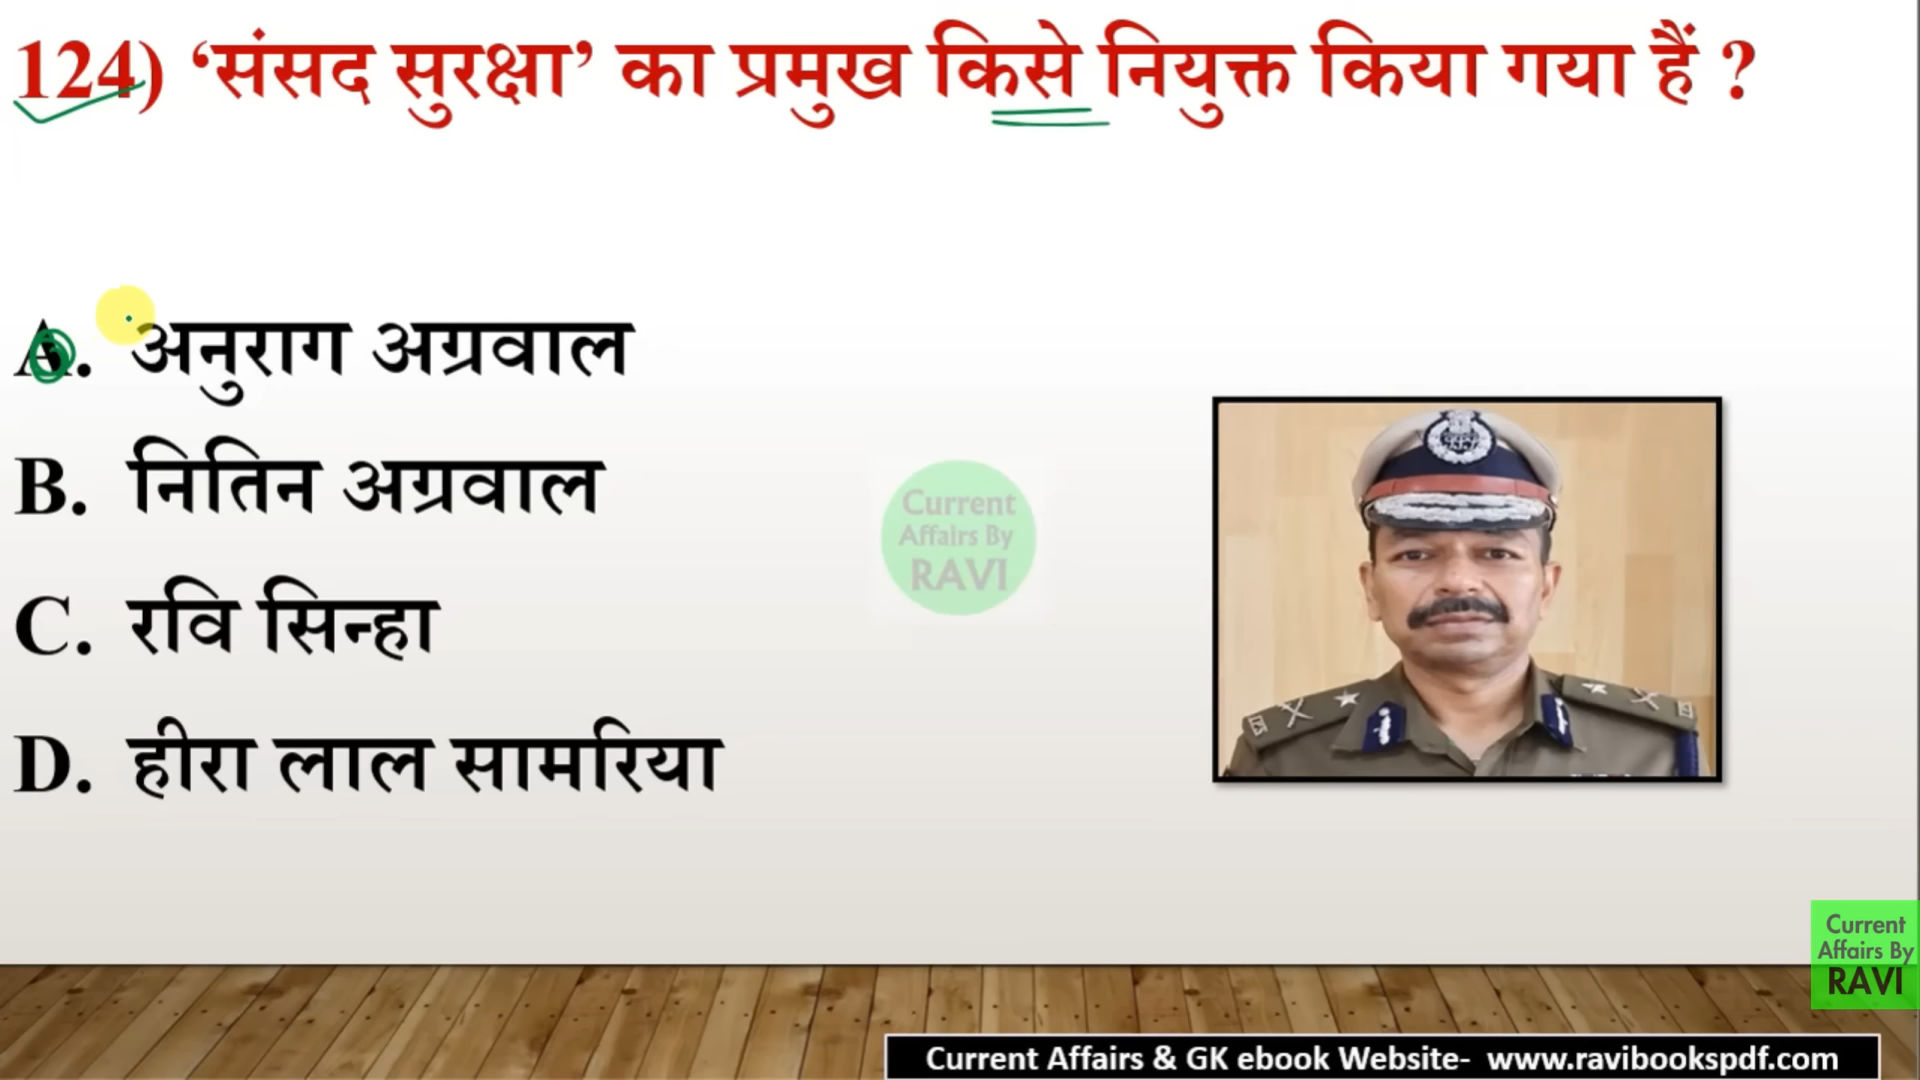 124) ‘संसद सुरक्षा’ का प्रमुख किसे नियुक्त किया गया हैं ?
A. अनुराग अग्रवाल
B. नितिन अग्रवाल
C. रवि सिन्हा
D. हीरा लाल सामरिया
Current
Affairs By
RAVI
Current
Affairs By
RAVI
Current Affairs & GK ebook Website- www.ravibookspdf.com